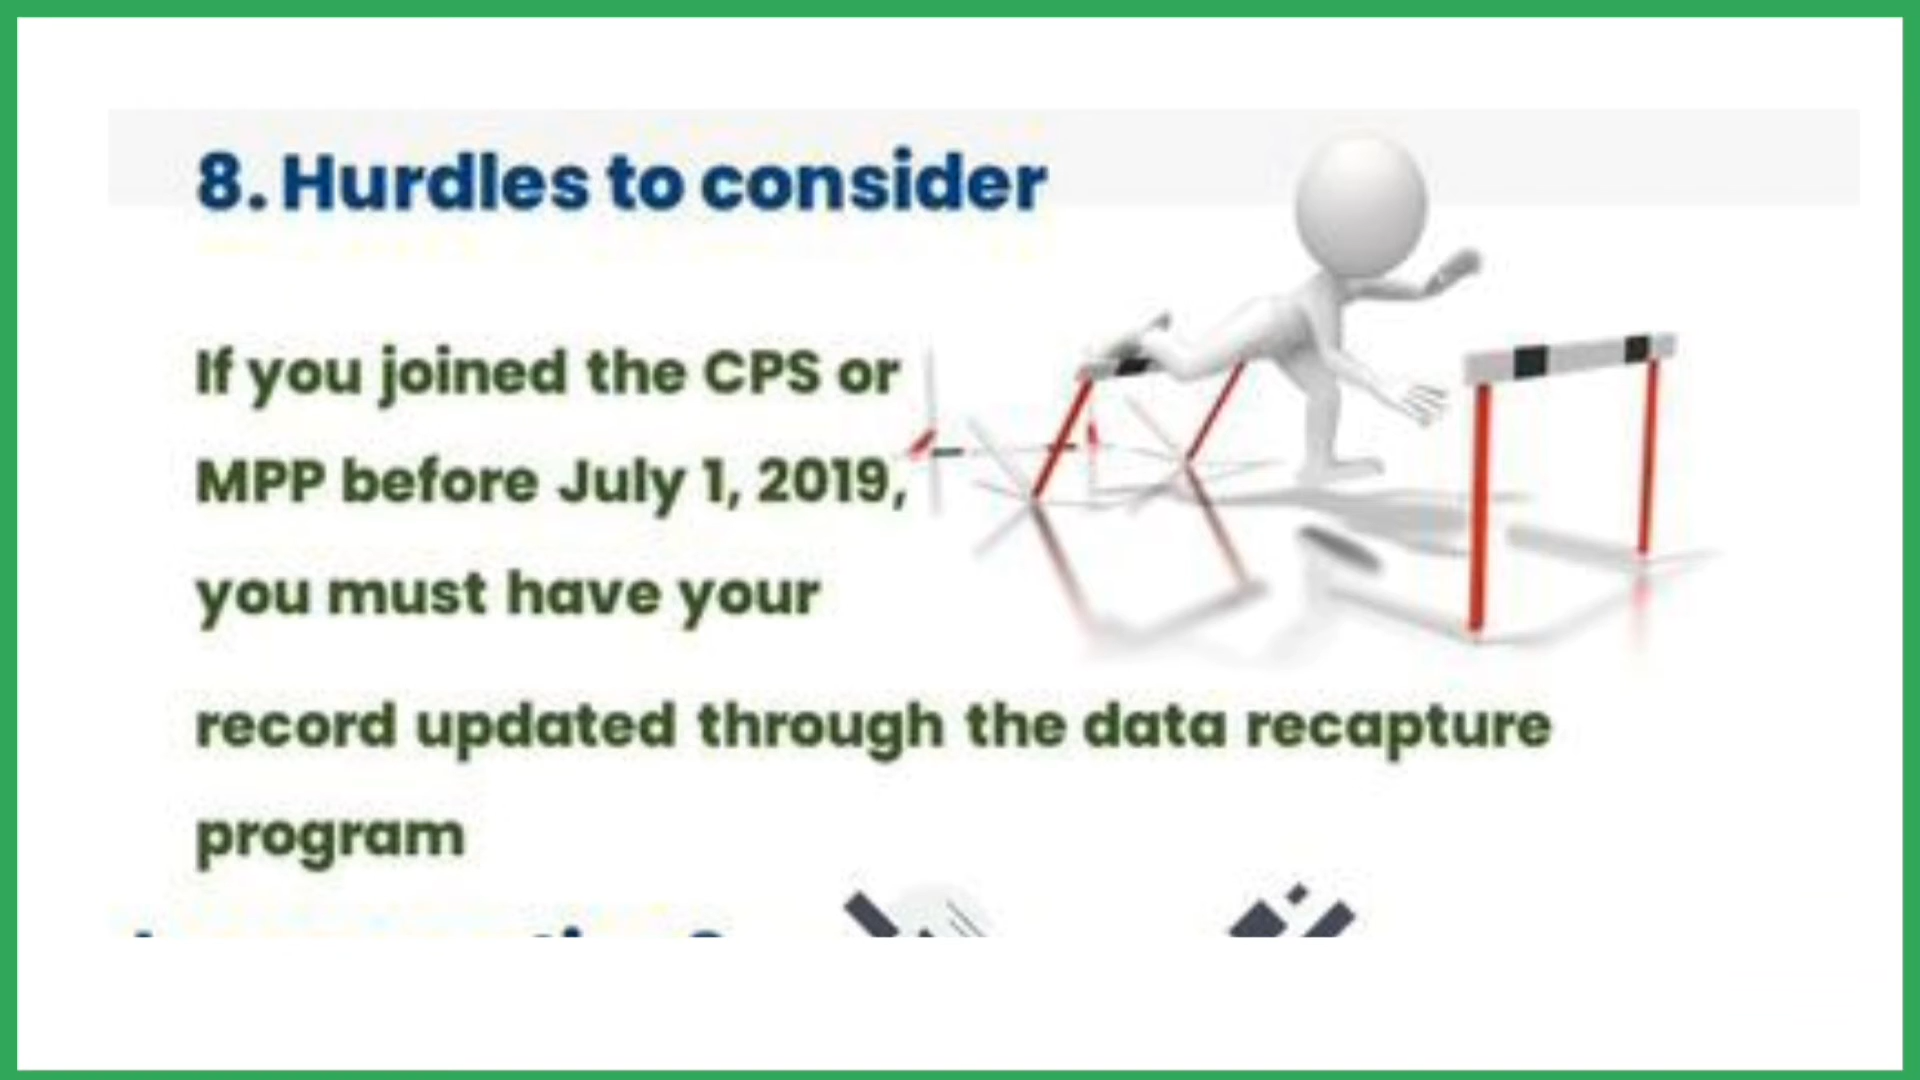 8. Hurdles to consider
If you joined the CPS or
MPP before July 1, 2019,
you must have your
record updated through the data recapture
program